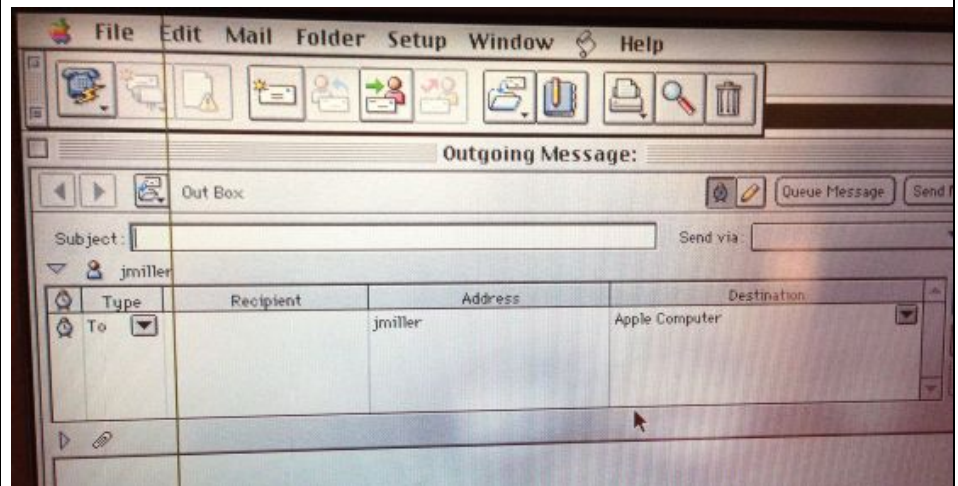 File Edit Mail Folder Setup Window Help
Outgoing Message:
Out Box Queue Message Send
Subject: Send via:
jmiller
Type Recipient Address Destination
To jmiller Apple Computer